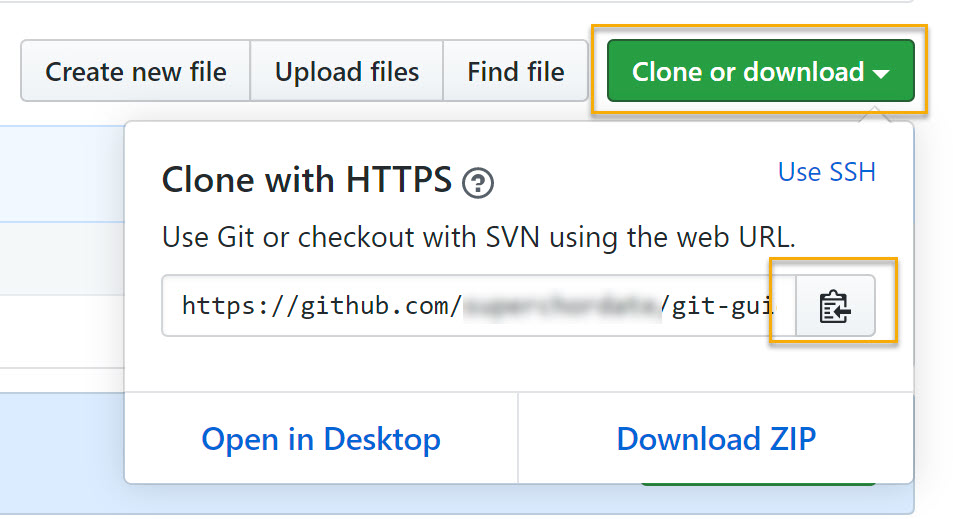 Create new file
Upload files
Find file
Clone or download
Clone with HTTPS
Use SSH
Use Git or checkout with SVN using the web URL.
https://github.com/ /git-gui
Open in Desktop
Download ZIP